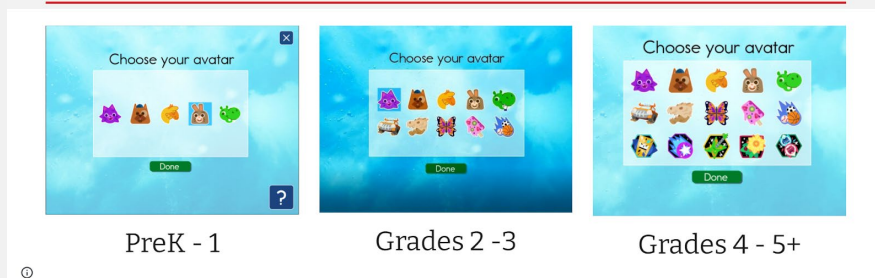 Choose your avatar
Done
?
PreK - 1
Choose your avatar
Done
Grades 2 -3
Choose your avatar
Done
Grades 4 - 5+